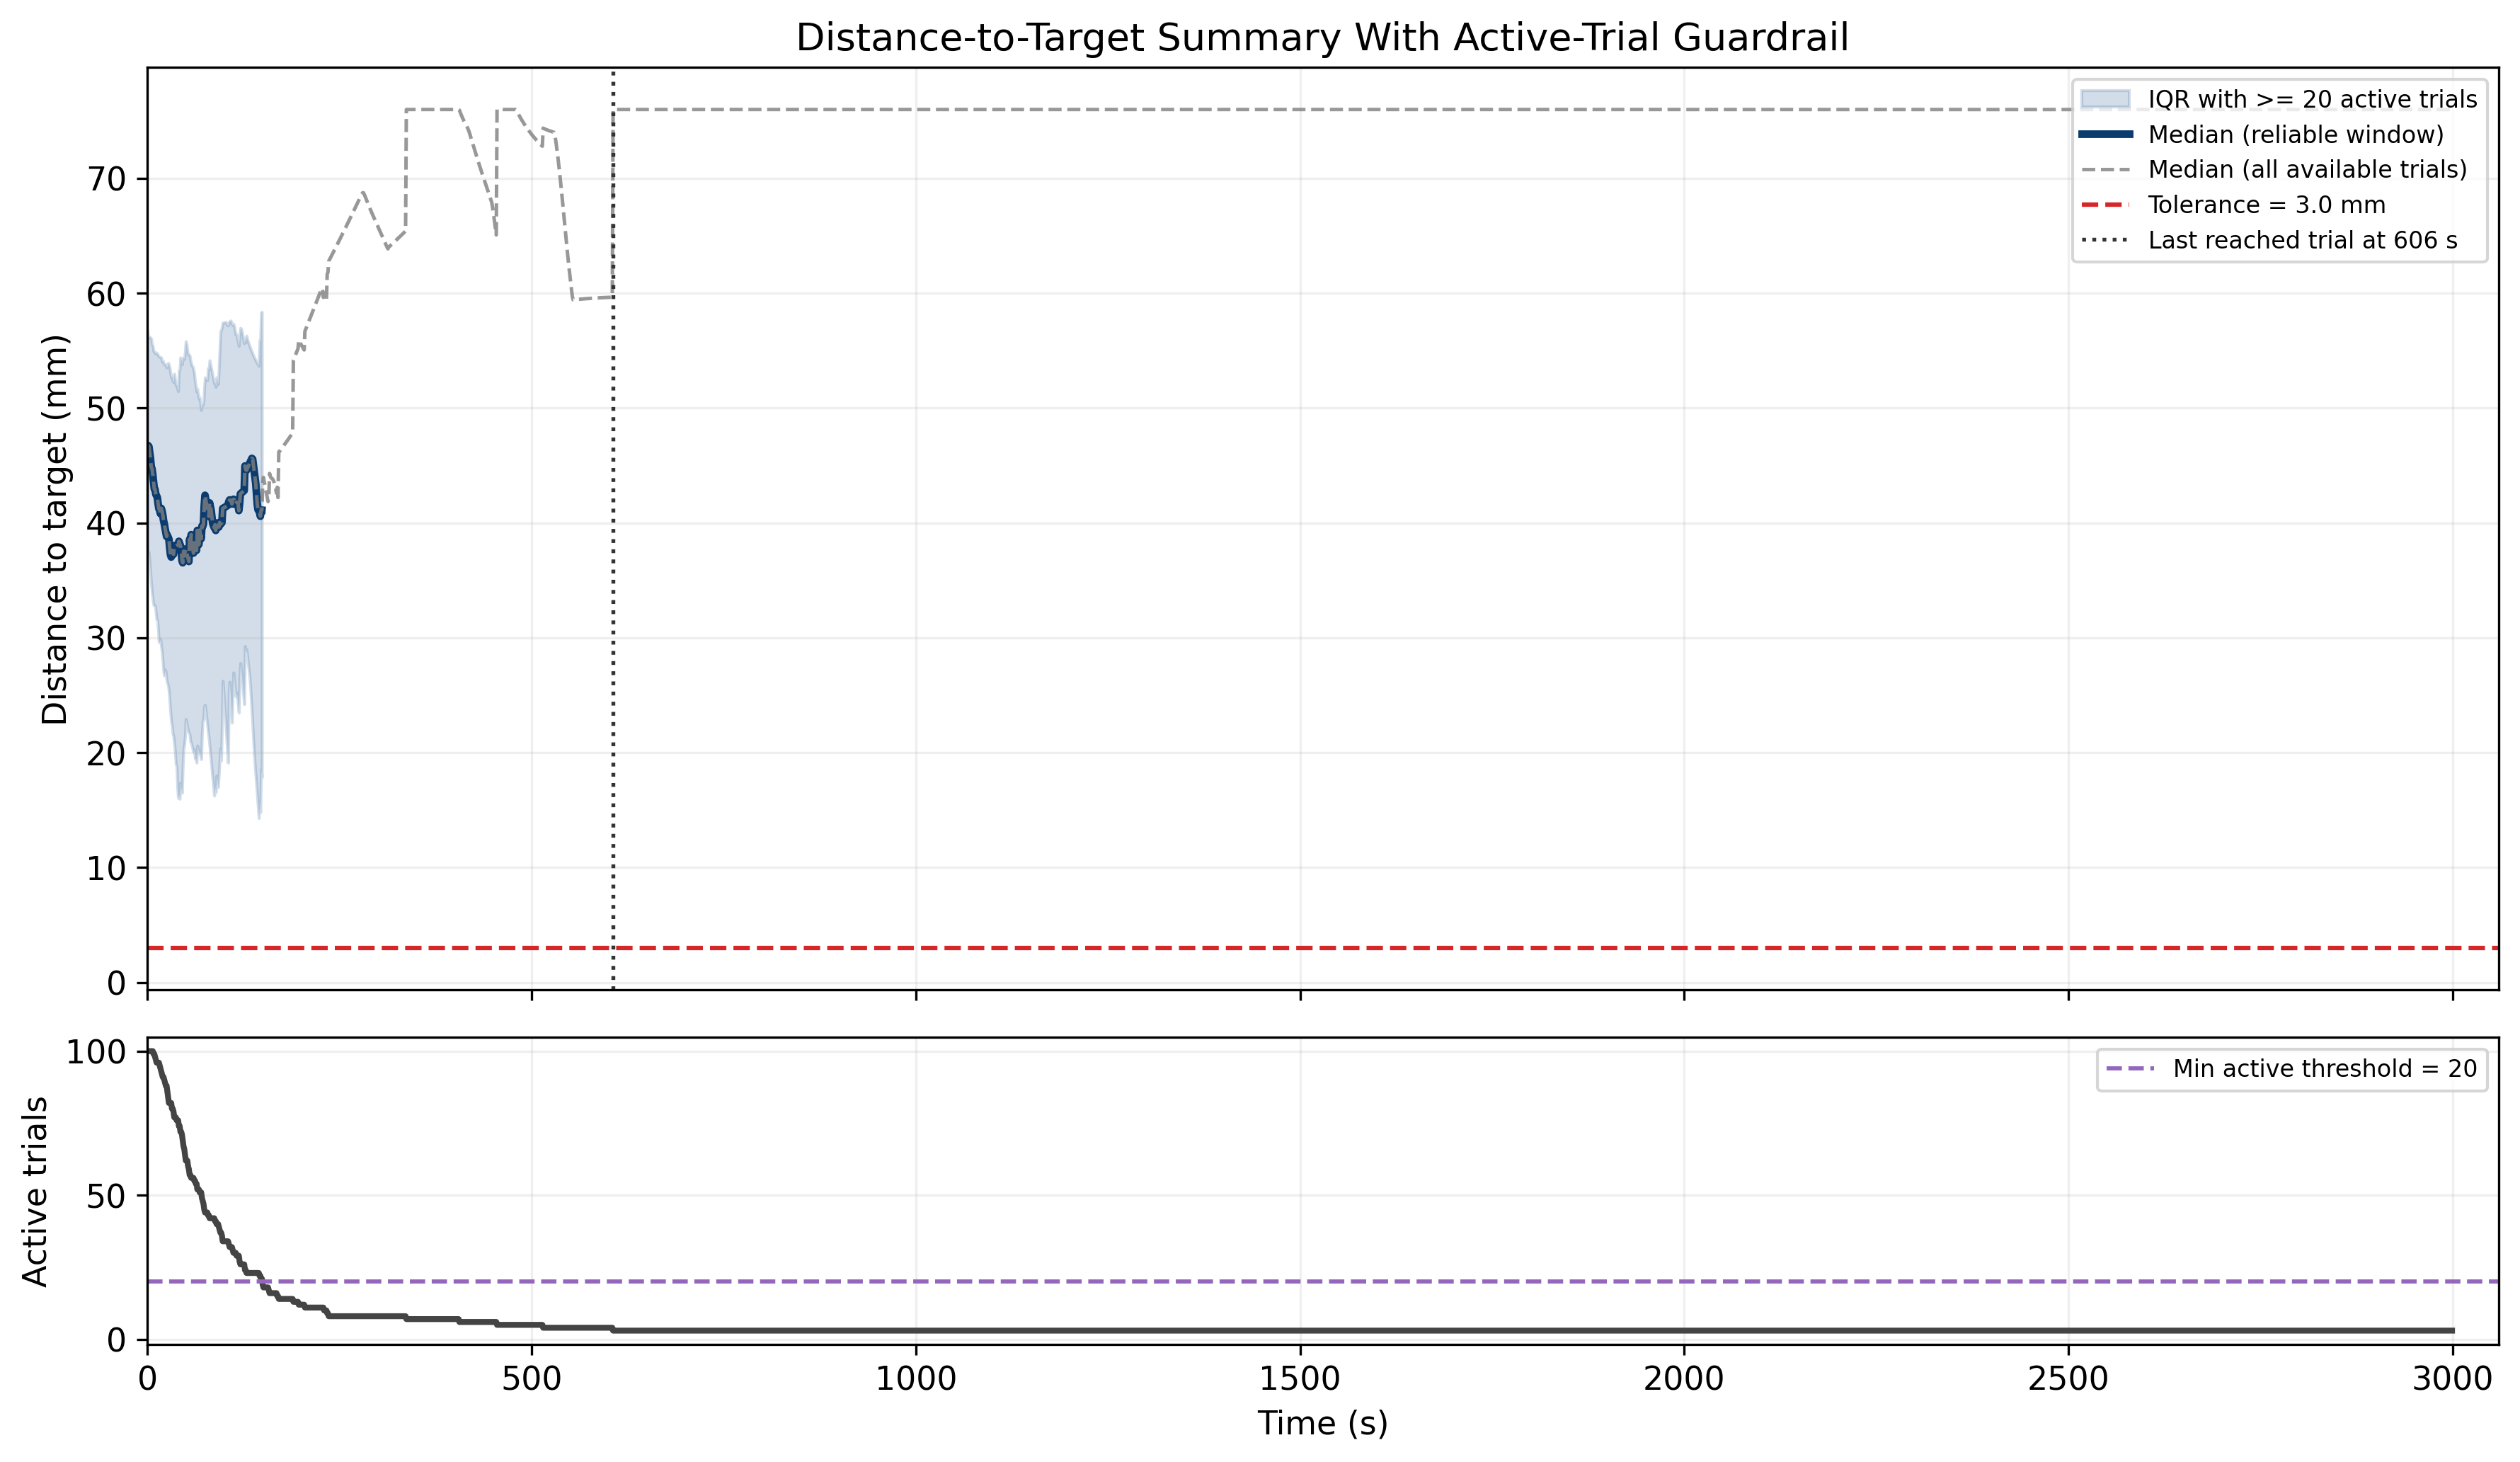 Distance-to-Target Summary With Active-Trial Guardrail
Distance to target (mm)
70
60
50
40
30
20
10
0
IQR with >= 20 active trials
Median (reliable window)
Median (all available trials)
Tolerance = 3.0 mm
Last reached trial at 606 s
Active trials
100
50
0
Min active threshold = 20
0 500 1000 1500 2000 2500 3000
Time (s)